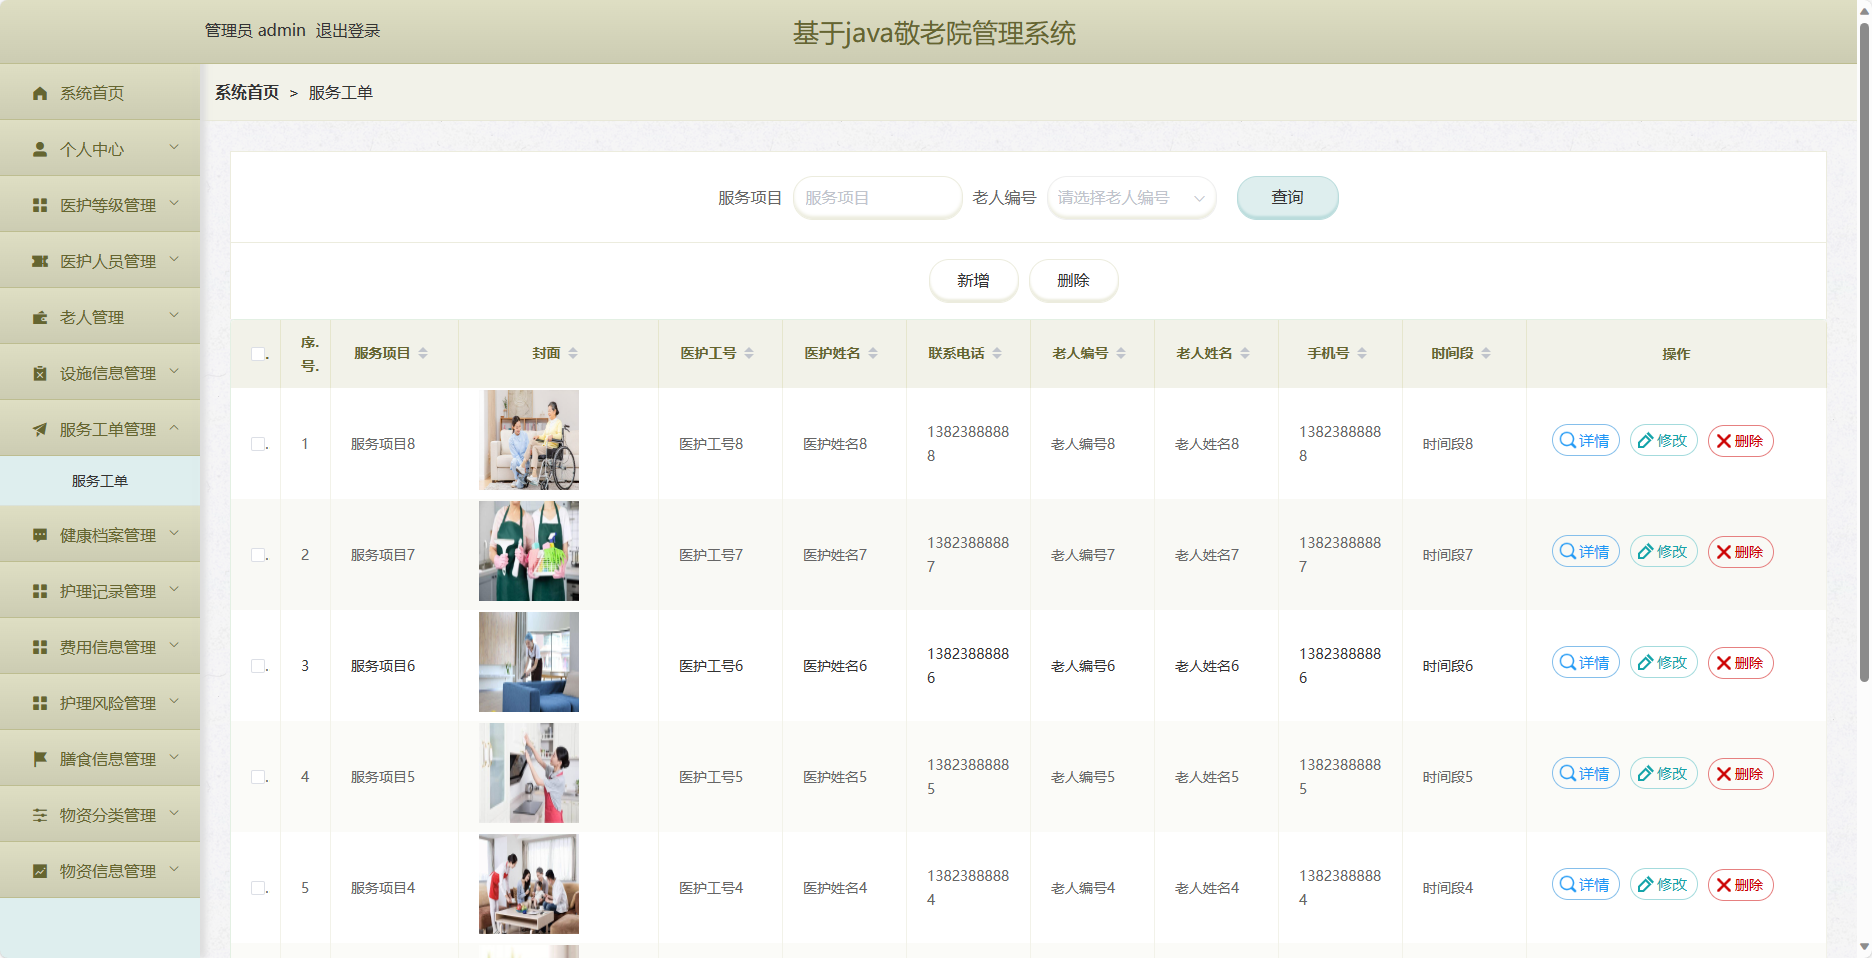 管理员 admin 退出登录
基于java敬老院管理系统
系统首页
个人中心
医护等级管理
医护人员管理
老人管理
设施信息管理
服务工单管理
服务工单
健康档案管理
护理记录管理
费用信息管理
护理风险管理
膳食信息管理
物资分类管理
物资信息管理
系统首页 > 服务工单
服务项目 服务项目 老人编号 请选择老人编号 查询
新增 删除
. 序. 号. 服务项目 封面 医护工号 医护姓名 联系电话 老人编号 老人姓名 手机号 时间段 操作
. 1 服务项目8 医护工号8 医护姓名8 13823888888 老人编号8 老人姓名8 13823888888 时间段8 详情 修改 删除
. 2 服务项目7 医护工号7 医护姓名7 13823888887 老人编号7 老人姓名7 13823888887 时间段7 详情 修改 删除
. 3 服务项目6 医护工号6 医护姓名6 13823888886 老人编号6 老人姓名6 13823888886 时间段6 详情 修改 删除
. 4 服务项目5 医护工号5 医护姓名5 13823888885 老人编号5 老人姓名5 13823888885 时间段5 详情 修改 删除
. 5 服务项目4 医护工号4 医护姓名4 13823888884 老人编号4 老人姓名4 13823888884 时间段4 详情 修改 删除